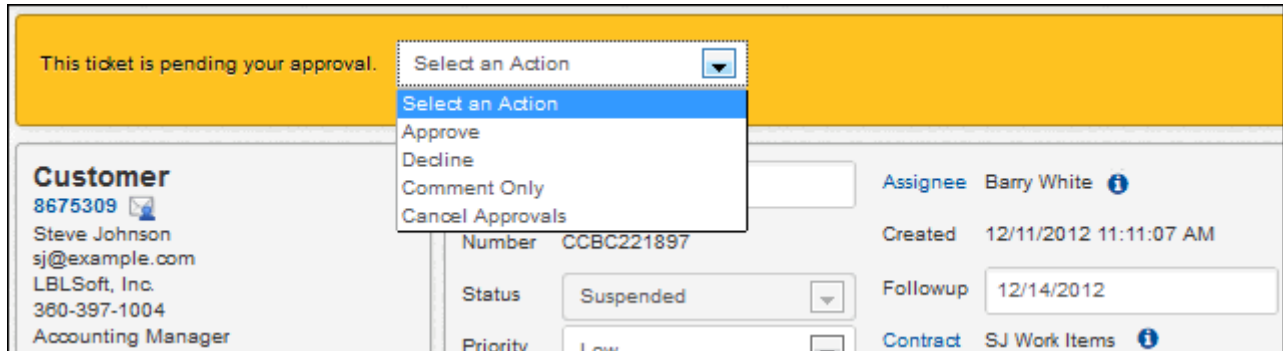 This ticket is pending your approval. Select an Action
Select an Action
Approve
Decline
Comment Only
Cancel Approvals
Customer
8675309
Steve Johnson
sj@example.com
LBLSoft, Inc.
360-397-1004
Accounting Manager
Number CCBC221897
Status Suspended
Priority Low
Assignee Barry White
Created 12/11/2012 11:11:07 AM
Followup 12/14/2012
Contract SJ Work Items